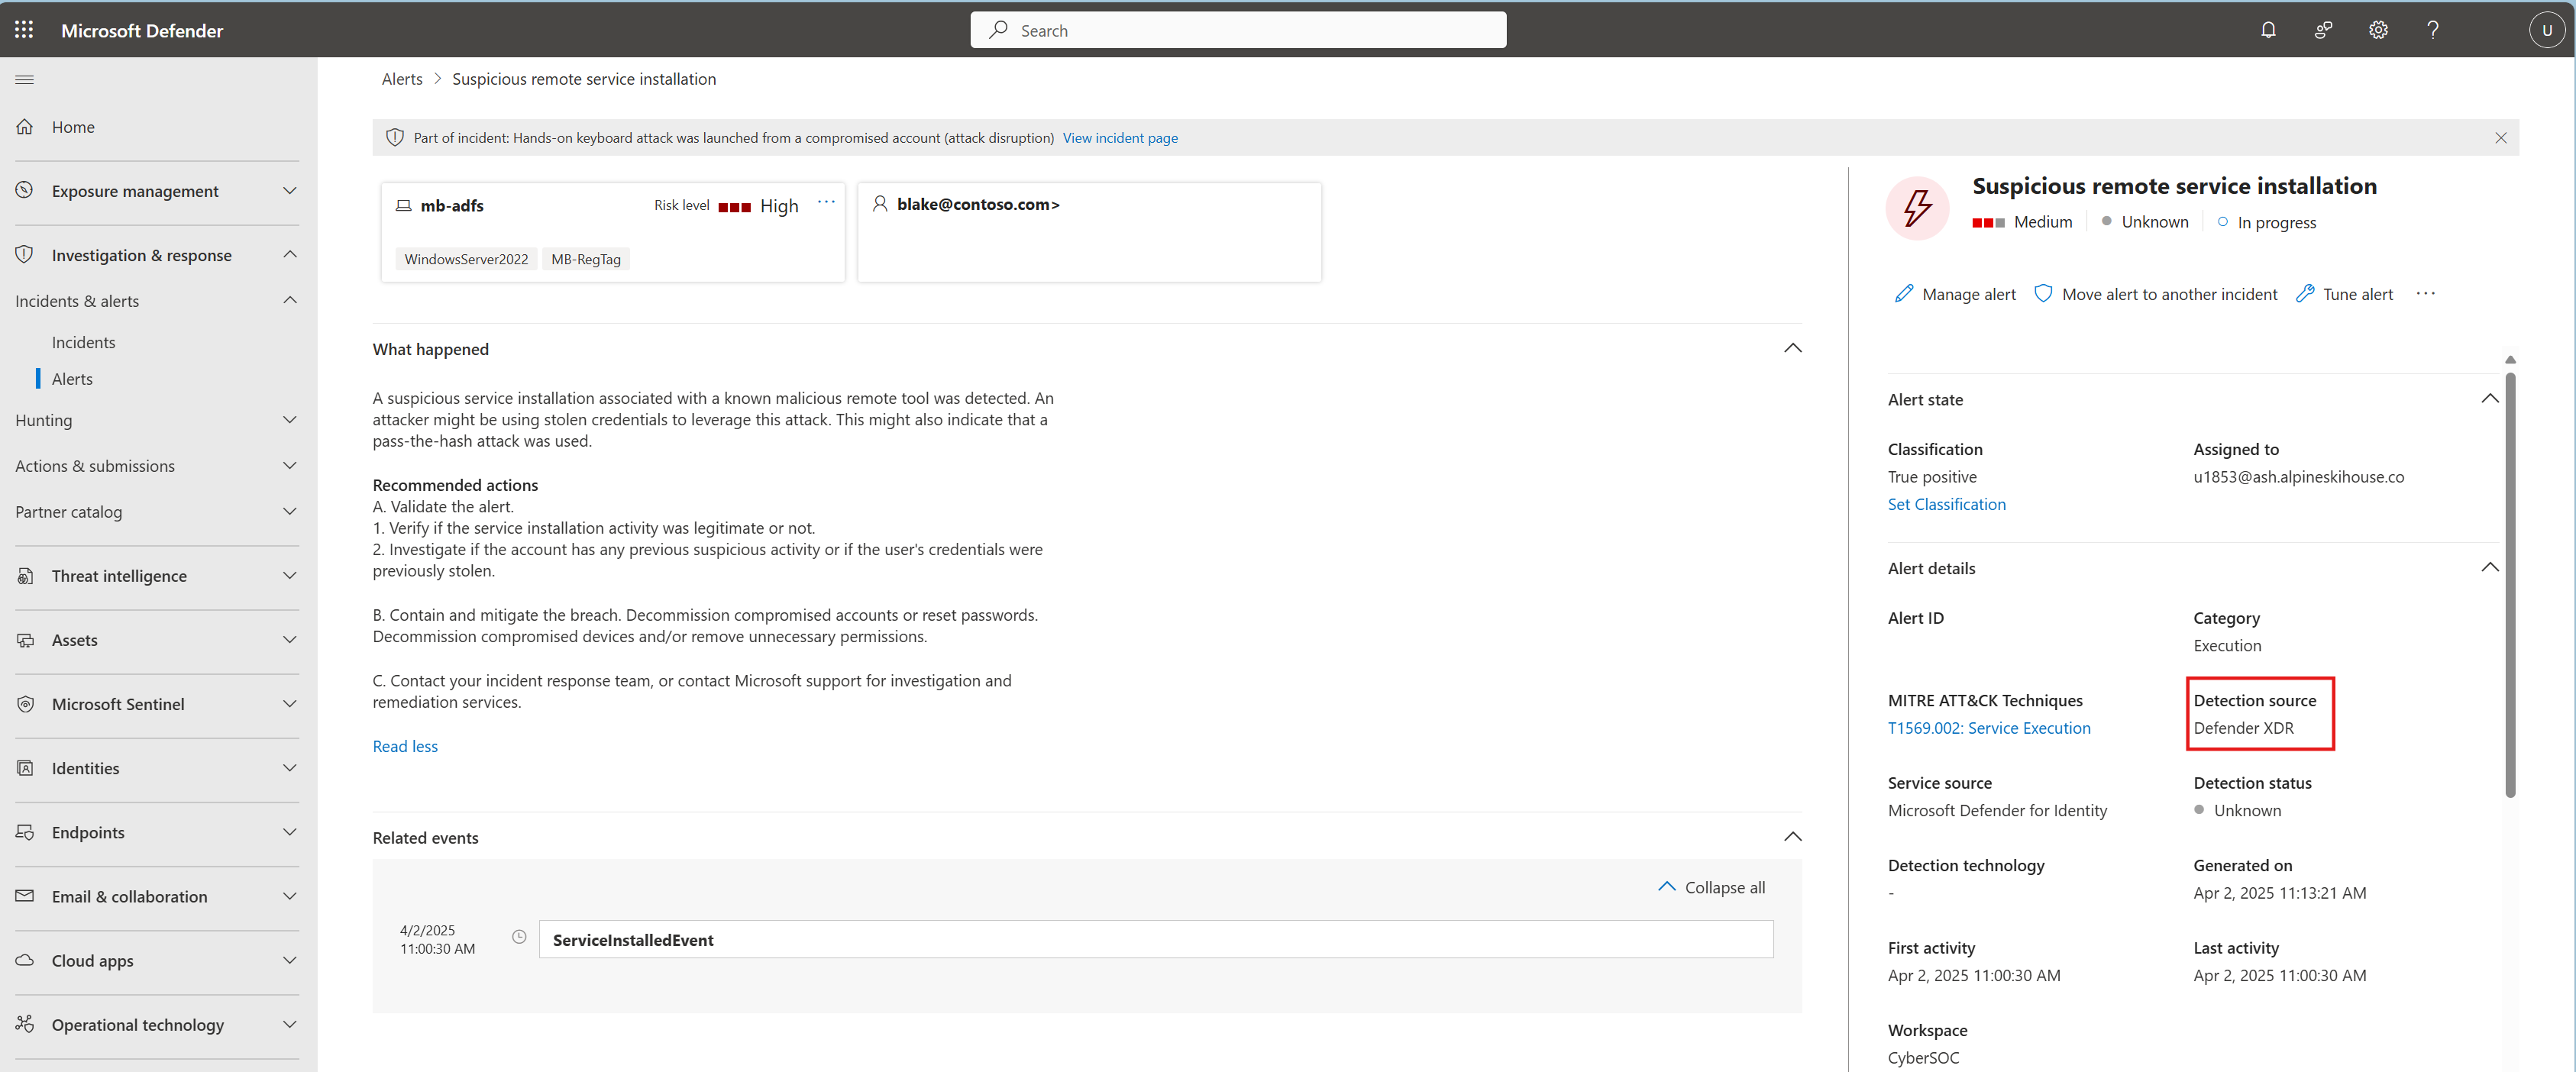 Microsoft Defender
Search
U
Home
Exposure management
Investigation & response
Incidents & alerts
Incidents
Alerts
Hunting
Actions & submissions
Partner catalog
Threat intelligence
Assets
Microsoft Sentinel
Identities
Endpoints
Email & collaboration
Cloud apps
Operational technology
Alerts > Suspicious remote service installation
Part of incident: Hands-on keyboard attack was launched from a compromised account (attack disruption) View incident page
mb-adfs Risk level High ...
WindowsServer2022 MB-RegTag
blake@contoso.com>
What happened
A suspicious service installation associated with a known malicious remote tool was detected. An
attacker might be using stolen credentials to leverage this attack. This might also indicate that a
pass-the-hash attack was used.
Recommended actions
A. Validate the alert.
1. Verify if the service installation activity was legitimate or not.
2. Investigate if the account has any previous suspicious activity or if the user's credentials were
previously stolen.
B. Contain and mitigate the breach. Decommission compromised accounts or reset passwords.
Decommission compromised devices and/or remove unnecessary permissions.
C. Contact your incident response team, or contact Microsoft support for investigation and
remediation services.
Read less
Related events
Collapse all
4/2/2025
11:00:30 AM
ServiceInstalledEvent
Suspicious remote service installation
Medium Unknown In progress
Manage alert Move alert to another incident Tune alert ...
Alert state
Classification
True positive
Set Classification
Assigned to
u1853@ash.alpineskihouse.co
Alert details
Alert ID
Category
Execution
MITRE ATT&CK Techniques
T1569.002: Service Execution
Detection source
Defender XDR
Service source
Microsoft Defender for Identity
Detection status
Unknown
Detection technology
-
Generated on
Apr 2, 2025 11:13:21 AM
First activity
Apr 2, 2025 11:00:30 AM
Last activity
Apr 2, 2025 11:00:30 AM
Workspace
CyberSOC